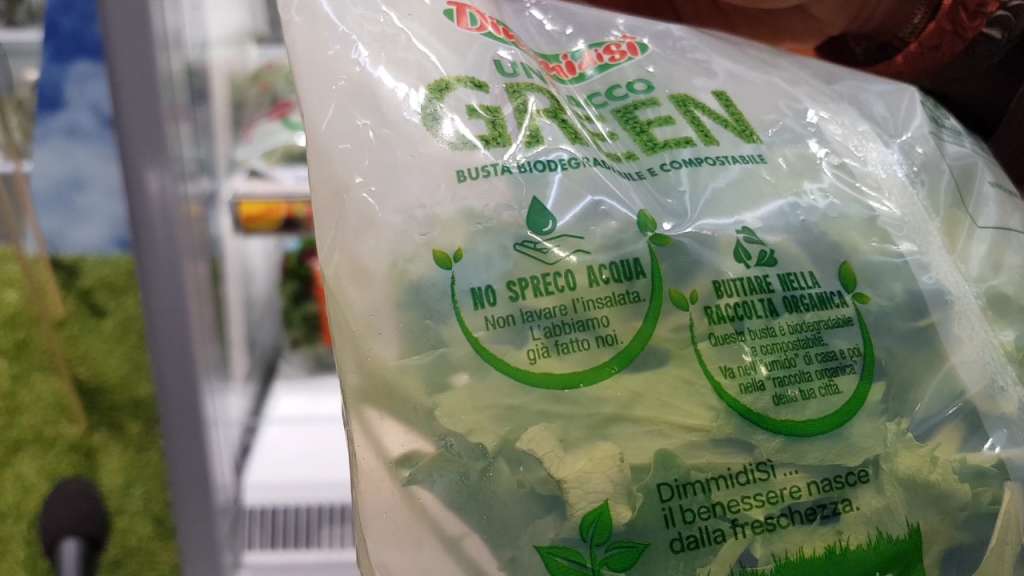 DimmidiSì
UN SACCO
GREEN
BUSTA BIODEGRADABILE E COMPOSTABILE
NO SPRECO ACQUA
Non lavare l'insalata.
L'abbiamo
già fatto noi.
BUTTARE NELLA
RACCOLTA ORGANICA
Questa busta è biodegradabile
e compostabile.
Va nell'"umido" di casa e poi
nella "raccolta organica"
della tua città.
DimmidiSì ...
il benessere nasce
dalla freschezza.